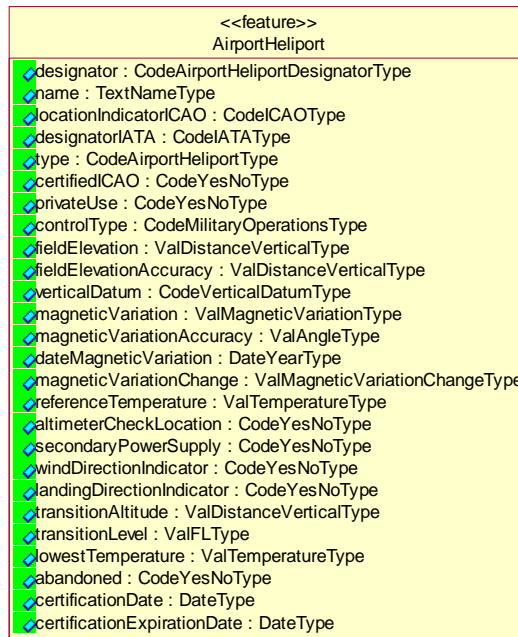 <<feature>>
AirportHeliport
designator : CodeAirportHeliportDesignatorType
name : TextNameType
locationIndicatorICAO : CodeICAOType
designatorIATA : CodeIATAType
type : CodeAirportHeliportType
certifiedICAO : CodeYesNoType
privateUse : CodeYesNoType
controlType : CodeMilitaryOperationsType
fieldElevation : ValDistanceVerticalType
fieldElevationAccuracy : ValDistanceVerticalType
verticalDatum : CodeVerticalDatumType
magneticVariation : ValMagneticVariationType
magneticVariationAccuracy : ValAngleType
dateMagneticVariation : DateYearType
magneticVariationChange : ValMagneticVariationChangeType
referenceTemperature : ValTemperatureType
altimeterCheckLocation : CodeYesNoType
secondaryPowerSupply : CodeYesNoType
windDirectionIndicator : CodeYesNoType
landingDirectionIndicator : CodeYesNoType
transitionAltitude : ValDistanceVerticalType
transitionLevel : ValFLType
lowestTemperature : ValTemperatureType
abandoned : CodeYesNoType
certificationDate : DateType
certificationExpirationDate : DateType